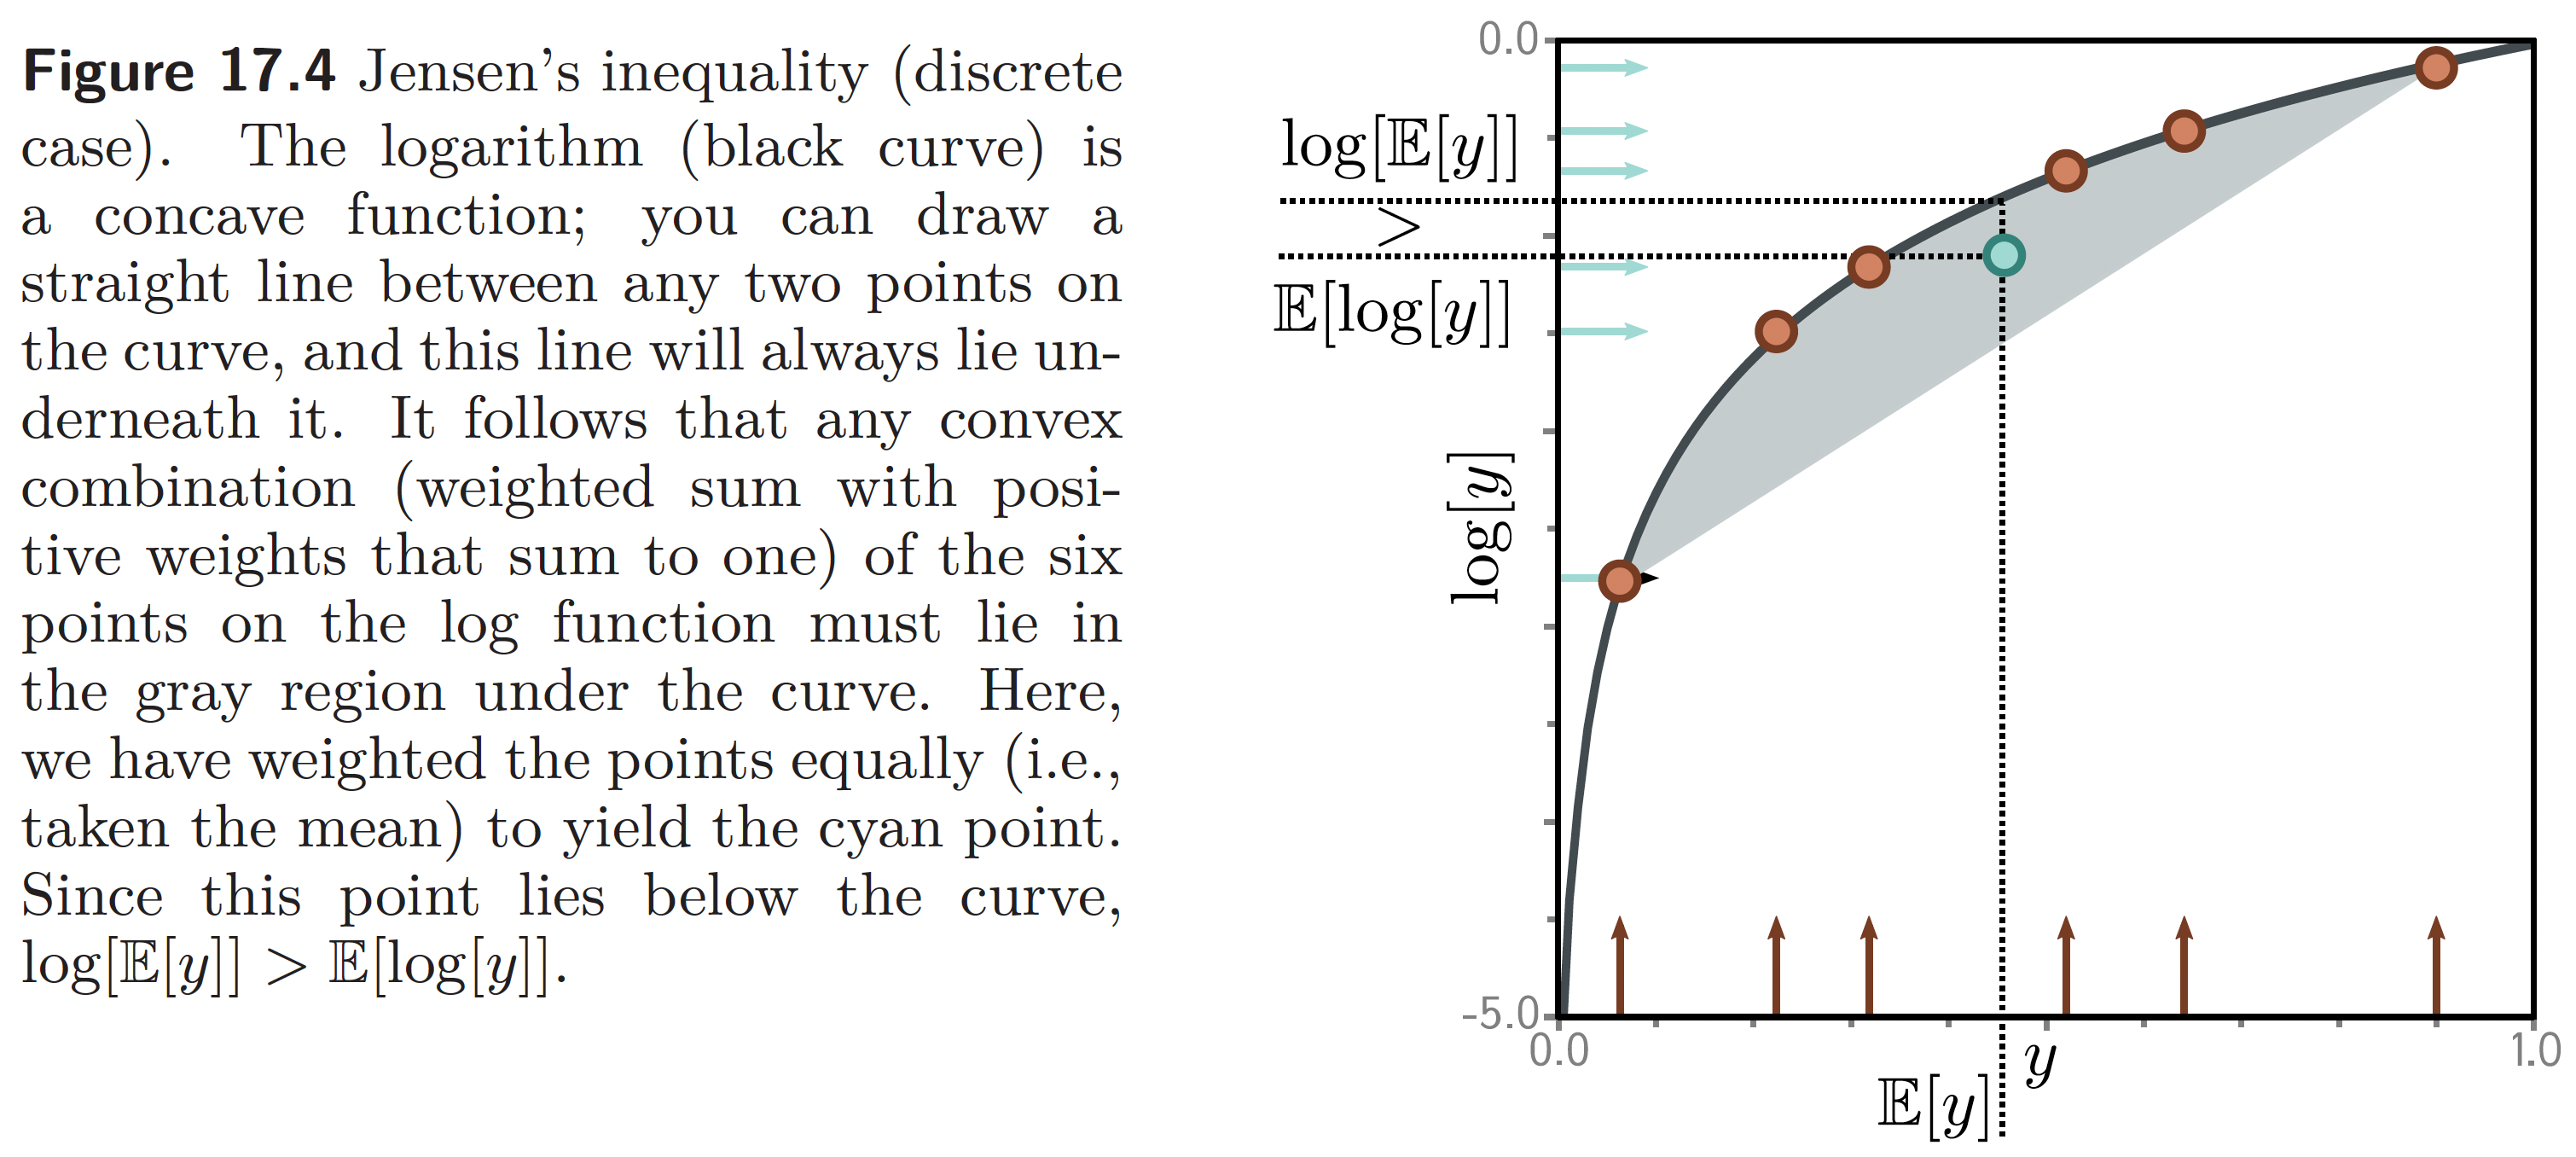 Figure 17.4 Jensen's inequality (discrete
case). The logarithm (black curve) is
a concave function; you can draw a
straight line between any two points on
the curve, and this line will always lie un-
derneath it. It follows that any convex
combination (weighted sum with posi-
tive weights that sum to one) of the six
points on the log function must lie in
the gray region under the curve. Here,
we have weighted the points equally (i.e.,
taken the mean) to yield the cyan point.
Since this point lies below the curve,
log[𝔼[y]] > 𝔼[log[y]].
0.0
log[𝔼[y]]
>
𝔼[log[y]]
log[y]
-5.0
0.0
y
1.0
𝔼[y]